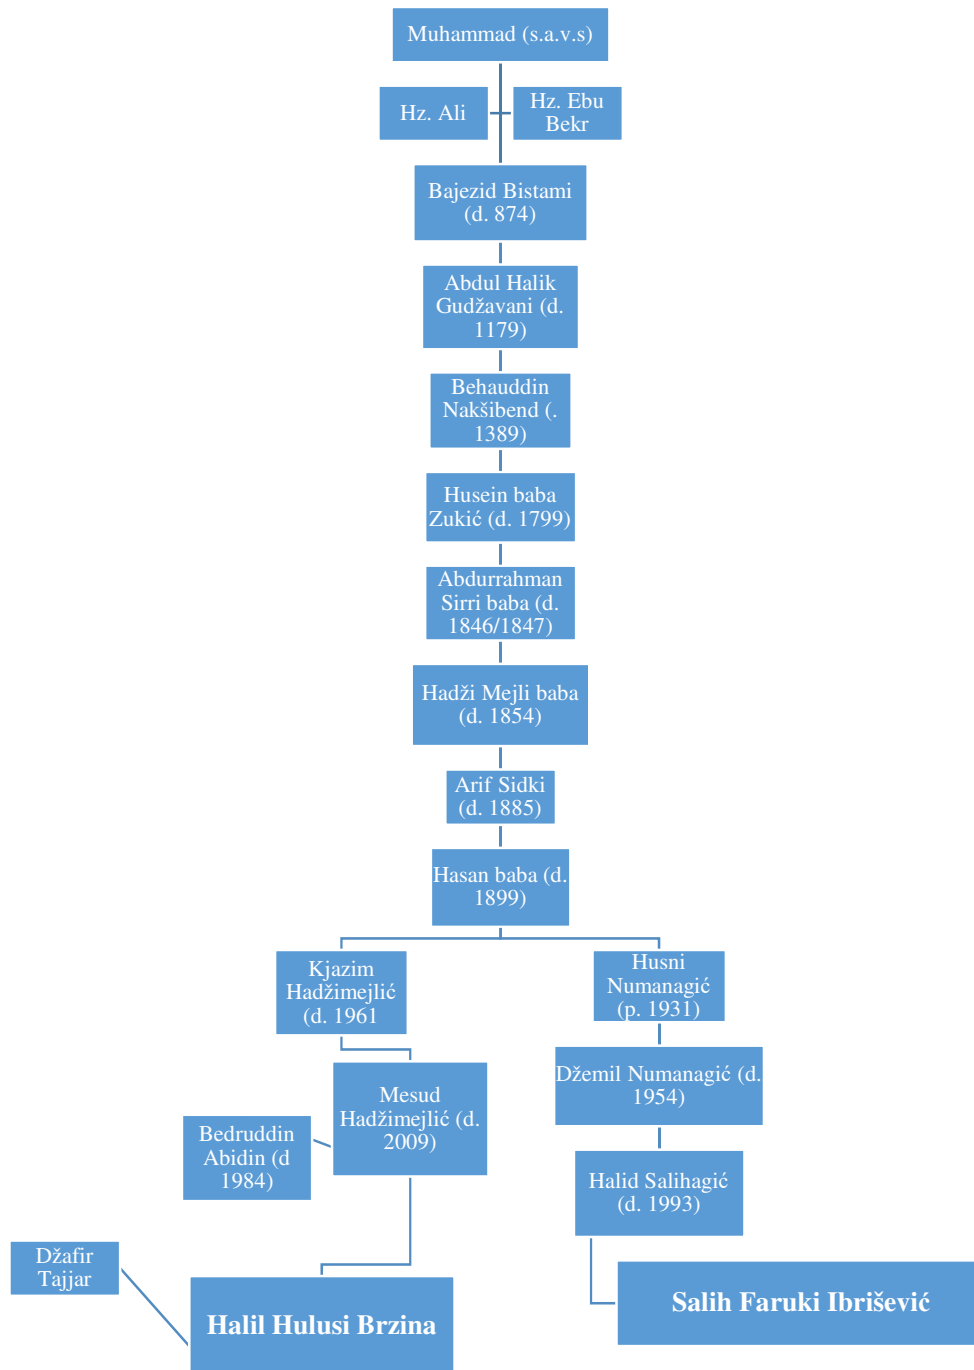 Muhammad (s.a.v.s)
Hz. Ali
Hz. Ebu
Bekr
Bajezid Bistami
(d. 874)
Abdul Halik
Gudžavani (d.
1179)
Behauddin
Nakšibend (.
1389)
Husein baba
Zukić (d. 1799)
Abdurrahman
Sirri baba (d.
1846/1847)
Hadži Mejli baba
(d. 1854)
Arif Sidki
(d. 1885)
Hasan baba (d.
1899)
Kjazim
Hadžimejlić
(d. 1961
Husni
Numanagić
(p. 1931)
Mesud
Hadžimejlić (d.
2009)
Džemil Numanagić (d.
1954)
Bedruddin
Abidin (d
1984)
Halid Salihagić
(d. 1993)
Džafir
Tajjar
Halil Hulusi Brzina
Salih Faruki Ibrišević